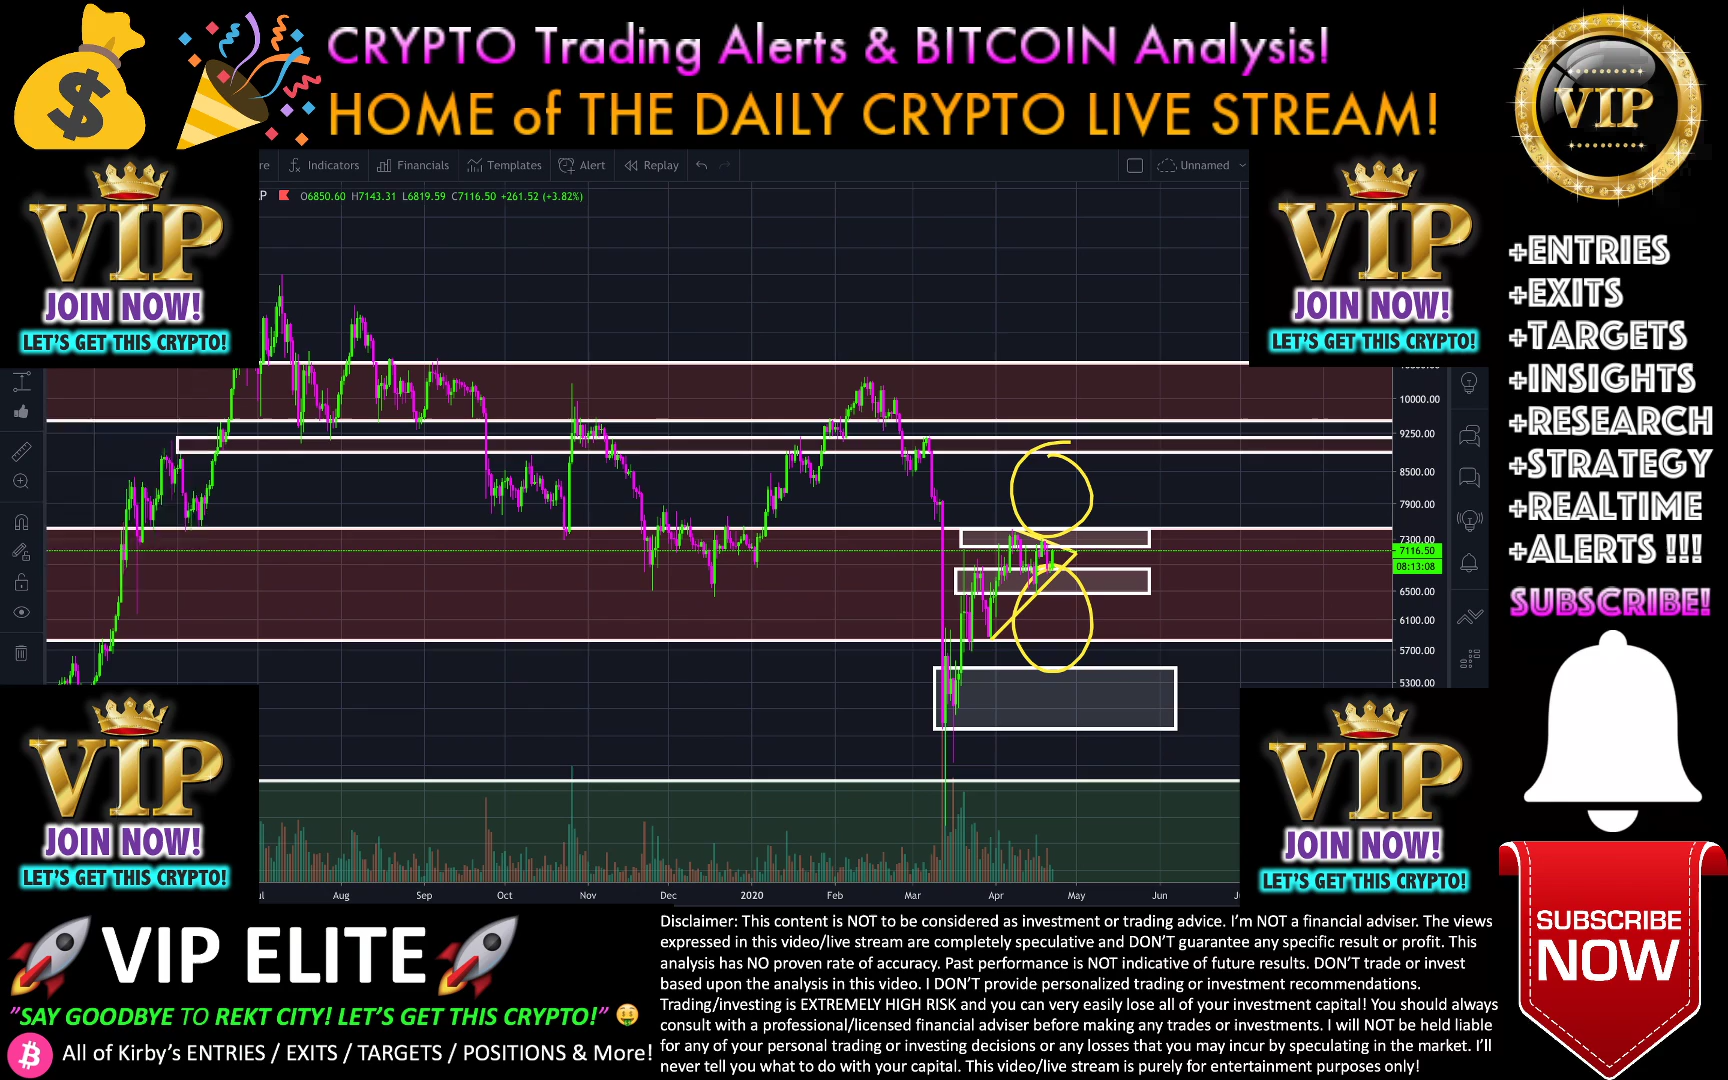 CRYPTO Trading Alerts & BITCOIN Analysis!
HOME of THE DAILY CRYPTO LIVE STREAM!
VIP
VIP
JOIN NOW!
LET'S GET THIS CRYPTO!
re Indicators Financials Templates Alert Replay Unnamed
P O6850.60 H7143.31 L6819.59 C7116.50 +261.52 (+3.82%)
VIP
JOIN NOW!
LET'S GET THIS CRYPTO!
+ENTRIES
+EXITS
+TARGETS
+INSIGHTS
+RESEARCH
+STRATEGY
+REALTIME
+ALERTS !!!
SUBSCRIBE!
10000.00
9250.00
8500.00
7900.00
7300.00
7116.50
08:13:08
6500.00
6100.00
5700.00
5300.00
VIP
JOIN NOW!
LET'S GET THIS CRYPTO!
VIP
JOIN NOW!
LET'S GET THIS CRYPTO!
Aug Sep Oct Nov Dec 2020 Feb Mar Apr May Jun
SUBSCRIBE
NOW
VIP ELITE
"SAY GOODBYE TO REKT CITY! LET'S GET THIS CRYPTO!"
All of Kirby's ENTRIES / EXITS / TARGETS / POSITIONS & More!
Disclaimer: This content is NOT to be considered as investment or trading advice. I'm NOT a financial adviser. The views
expressed in this video/live stream are completely speculative and DON'T guarantee any specific result or profit. This
analysis has NO proven rate of accuracy. Past performance is NOT indicative of future results. DON'T trade or invest
based upon the analysis in this video. I DON'T provide personalized trading or investment recommendations.
Trading/investing is EXTREMELY HIGH RISK and you can very easily lose all of your investment capital! You should always
consult with a professional/licensed financial adviser before making any trades or investments. I will NOT be held liable
for any of your personal trading or investing decisions or any losses that you may incur by speculating in the market. I'll
never tell you what to do with your capital. This video/live stream is purely for entertainment purposes only!